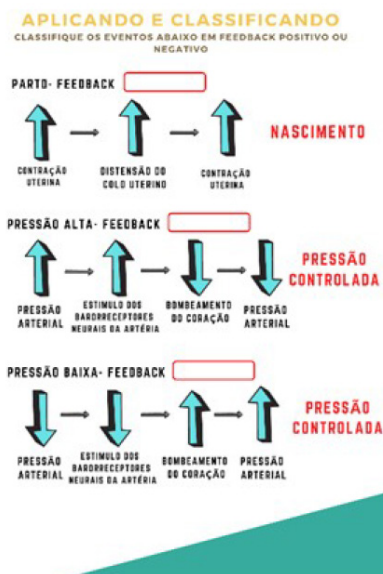 APLICANDO E CLASSIFICANDO
CLASSIFIQUE OS EVENTOS ABAIXO EM FEEDBACK POSITIVO OU
NEGATIVO
PARTO- FEEDBACK
CONTRAÇÃO
UTERINA
DISTENSÃO DO
COLO UTERINO
CONTRAÇÃO
UTERINA
NASCIMENTO
PRESSÃO ALTA- FEEDBACK
PRESSÃO
ARTERIAL
ESTIMULO DOS
BARORRECEPTORES
NEURAIS DA ARTÉRIA
BOMBEAMENTO
DO CORAÇÃO
PRESSÃO
ARTERIAL
PRESSÃO
CONTROLADA
PRESSÃO BAIXA- FEEDBACK
PRESSÃO
ARTERIAL
ESTIMULO DOS
BARORRECEPTORES
NEURAIS DA ARTÉRIA
BOMBEAMENTO
DO CORAÇÃO
PRESSÃO
ARTERIAL
PRESSÃO
CONTROLADA